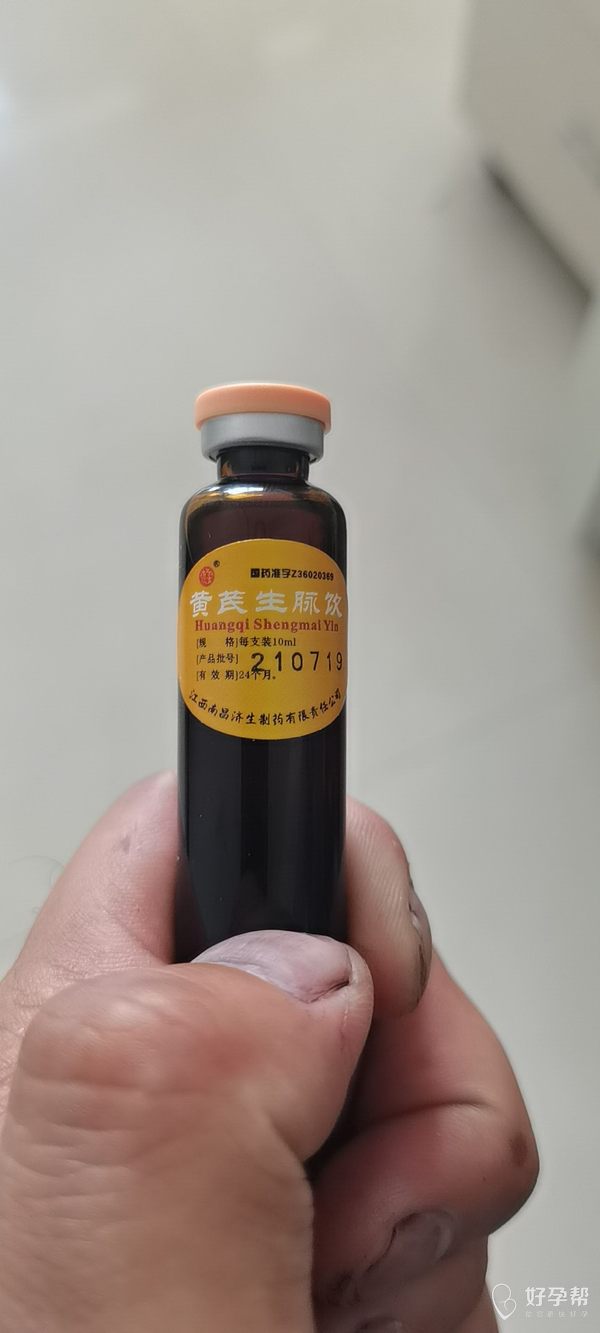 ®
国药准字Z36020369
黄芪生脉饮
Huangqi Shengmai Yin
[规 格]每支装10ml
[产品批号] 210719
[有 效 期]24个月。
江西南昌济生制药有限责任公司
好孕帮